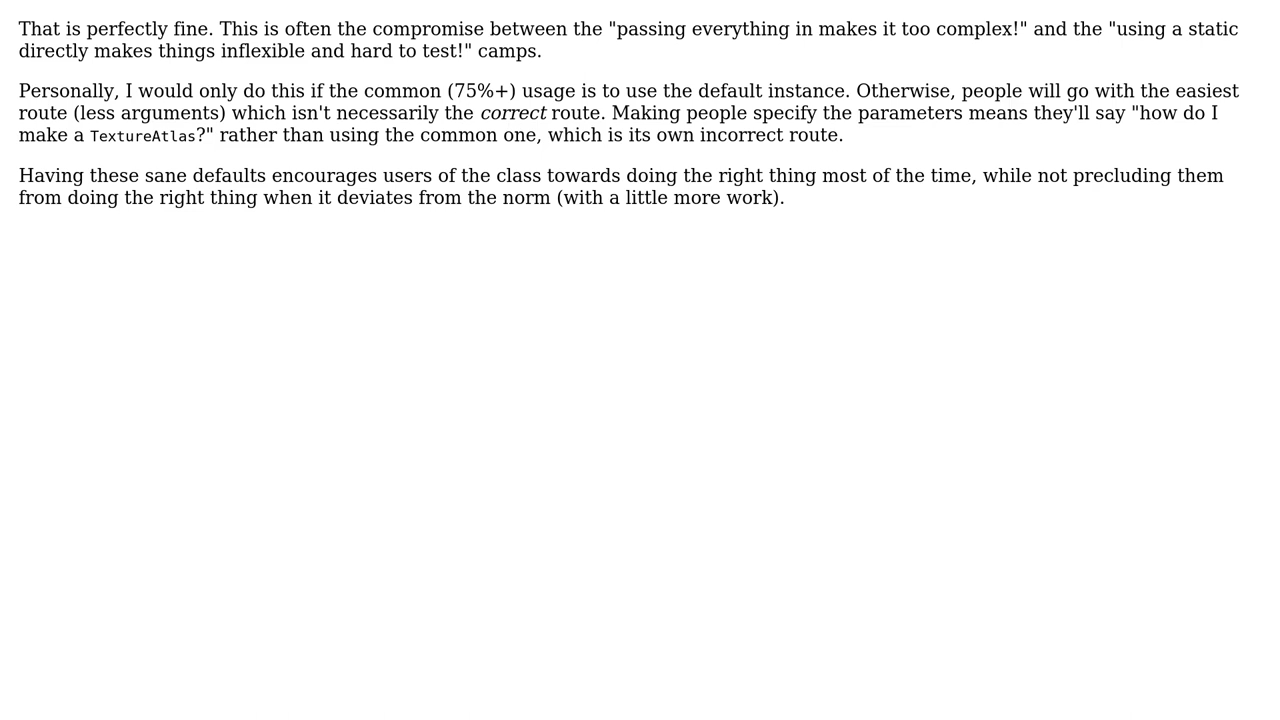 That is perfectly fine. This is often the compromise between the "passing everything in makes it too complex!" and the "using a static
directly makes things inflexible and hard to test!" camps.
Personally, I would only do this if the common (75%+) usage is to use the default instance. Otherwise, people will go with the easiest
route (less arguments) which isn't necessarily the correct route. Making people specify the parameters means they'll say "how do I
make a TextureAtlas?" rather than using the common one, which is its own incorrect route.
Having these sane defaults encourages users of the class towards doing the right thing most of the time, while not precluding them
from doing the right thing when it deviates from the norm (with a little more work).